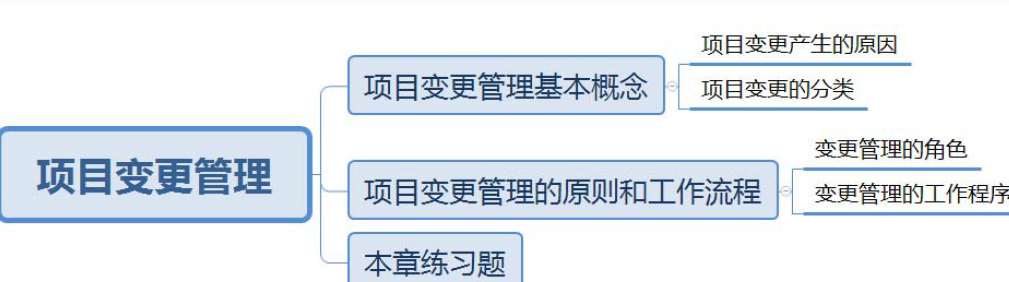 项目变更管理
项目变更管理基本概念
项目变更产生的原因
项目变更的分类
项目变更管理的原则和工作流程
变更管理的角色
变更管理的工作程序
本章练习题